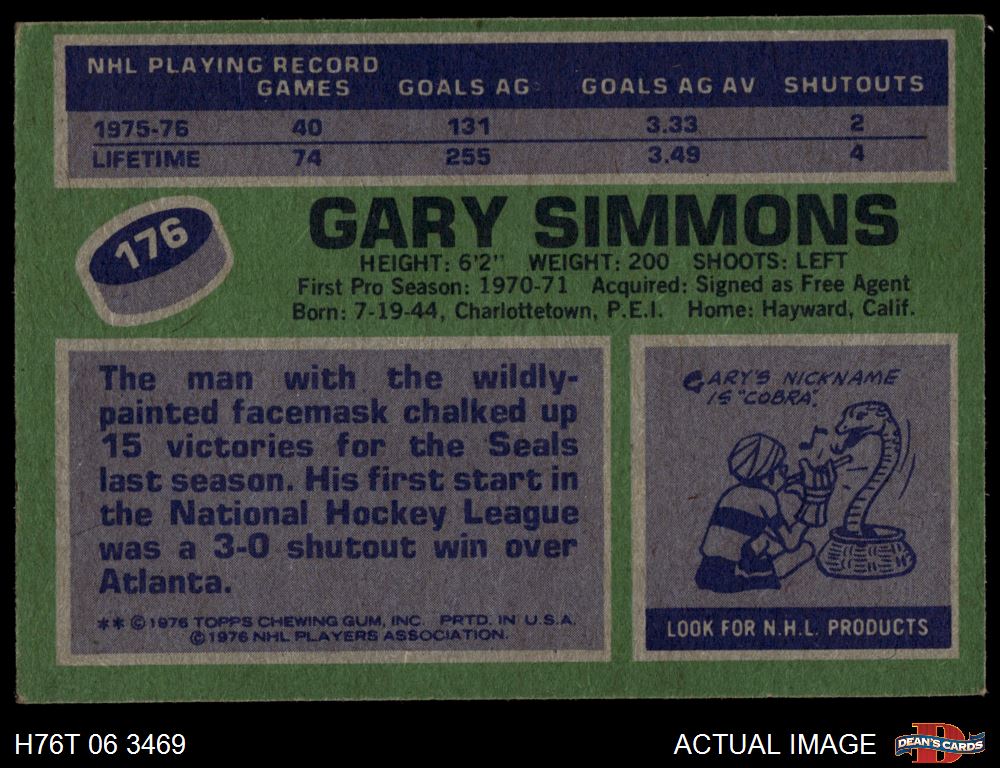 NHL PLAYING RECORD
GAMES GOALS AG GOALS AG AV SHUTOUTS
1975-76 40 131 3.33 2
LIFETIME 74 255 3.49 4
176
GARY SIMMONS
HEIGHT: 6'2" WEIGHT: 200 SHOOTS: LEFT
First Pro Season: 1970-71 Acquired: Signed as Free Agent
Born: 7-19-44, Charlottetown, P.E.I. Home: Hayward, Calif.
The man with the wildly-
painted facemask chalked up
15 victories for the Seals
last season. His first start in
the National Hockey League
was a 3-0 shutout win over
Atlanta.
** ©1976 TOPPS CHEWING GUM, INC. PRTD. IN U.S.A.
©1976 NHL PLAYERS ASSOCIATION.
GARY'S NICKNAME
IS "COBRA".
LOOK FOR N.H.L. PRODUCTS
H76T 06 3469
ACTUAL IMAGE
D
DEAN'S CARDS